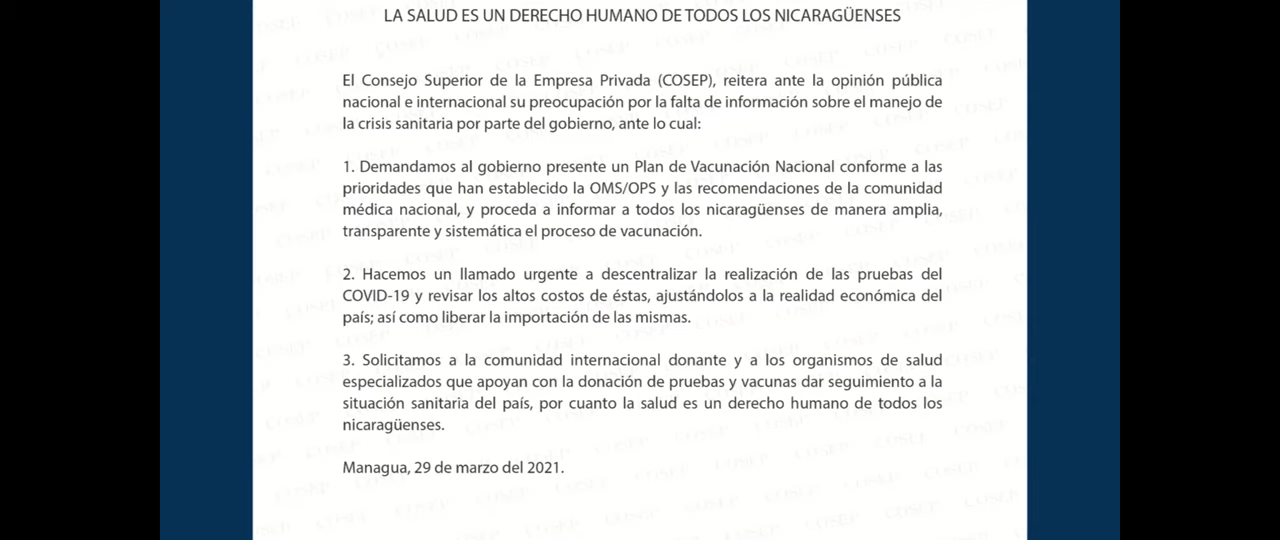 LA SALUD ES UN DERECHO HUMANO DE TODOS LOS NICARAGÜENSES
El Consejo Superior de la Empresa Privada (COSEP), reitera ante la opinión pública
nacional e internacional su preocupación por la falta de información sobre el manejo de
la crisis sanitaria por parte del gobierno, ante lo cual:
1. Demandamos al gobierno presente un Plan de Vacunación Nacional conforme a las
prioridades que han establecido la OMS/OPS y las recomendaciones de la comunidad
médica nacional, y proceda a informar a todos los nicaragüenses de manera amplia,
transparente y sistemática el proceso de vacunación.
2. Hacemos un llamado urgente a descentralizar la realización de las pruebas del
COVID-19 y revisar los altos costos de éstas, ajustándolos a la realidad económica del
país; así como liberar la importación de las mismas.
3. Solicitamos a la comunidad internacional donante y a los organismos de salud
especializados que apoyan con la donación de pruebas y vacunas dar seguimiento a la
situación sanitaria del país, por cuanto la salud es un derecho humano de todos los
nicaragüenses.
Managua, 29 de marzo del 2021.